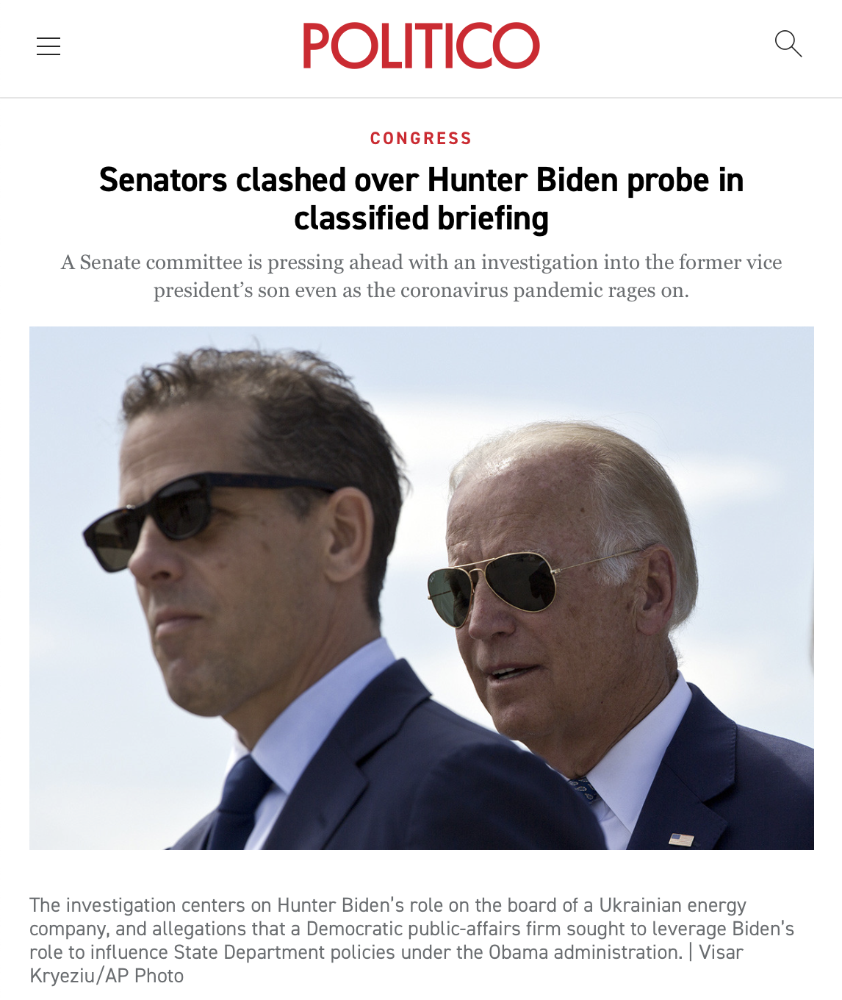 POLITICO
CONGRESS
Senators clashed over Hunter Biden probe in
classified briefing
A Senate committee is pressing ahead with an investigation into the former vice
president’s son even as the coronavirus pandemic rages on.
The investigation centers on Hunter Biden’s role on the board of a Ukrainian energy
company, and allegations that a Democratic public-affairs firm sought to leverage Biden’s
role to influence State Department policies under the Obama administration. | Visar
Kryeziu/AP Photo